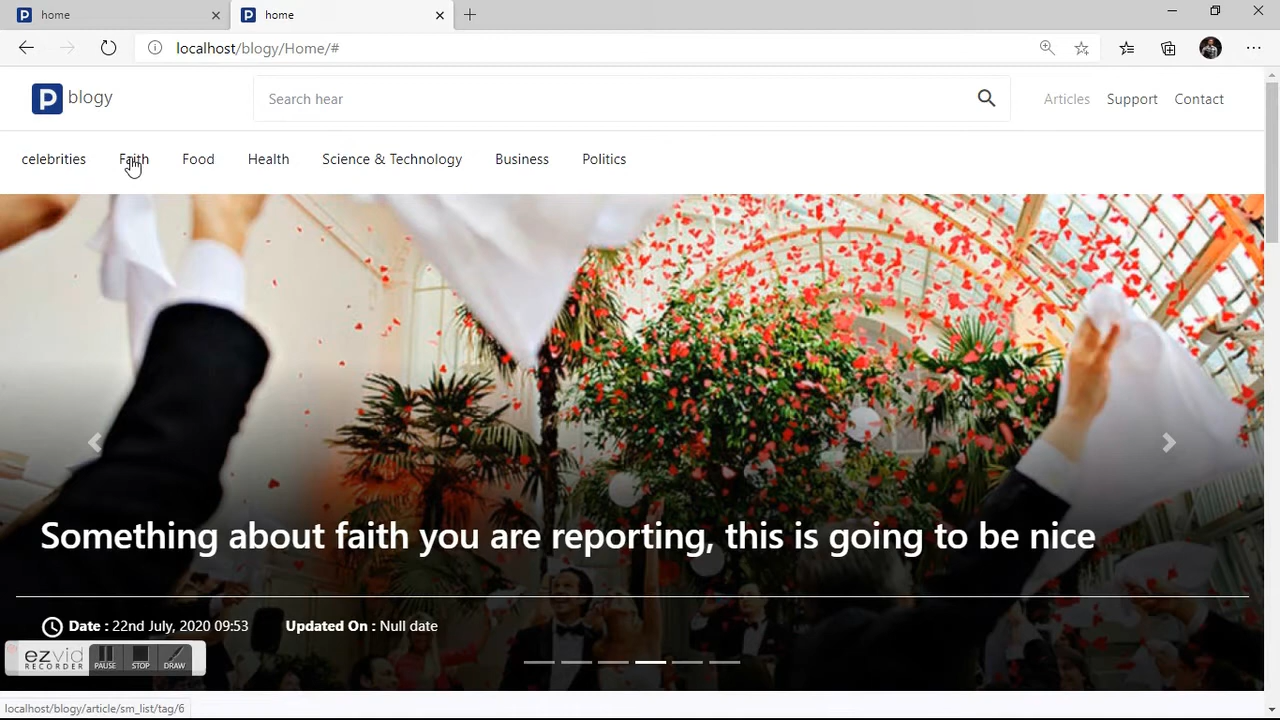 home
home
localhost/blogy/Home/#
P blogy
Search hear
Articles Support Contact
celebrities Faith Food Health Science & Technology Business Politics
Something about faith you are reporting, this is going to be nice
Date : 22nd July, 2020 09:53 Updated On : Null date
ezvid
RECORDER
PAUSE STOP DRAW
localhost/blogy/article/sm_list/tag/6